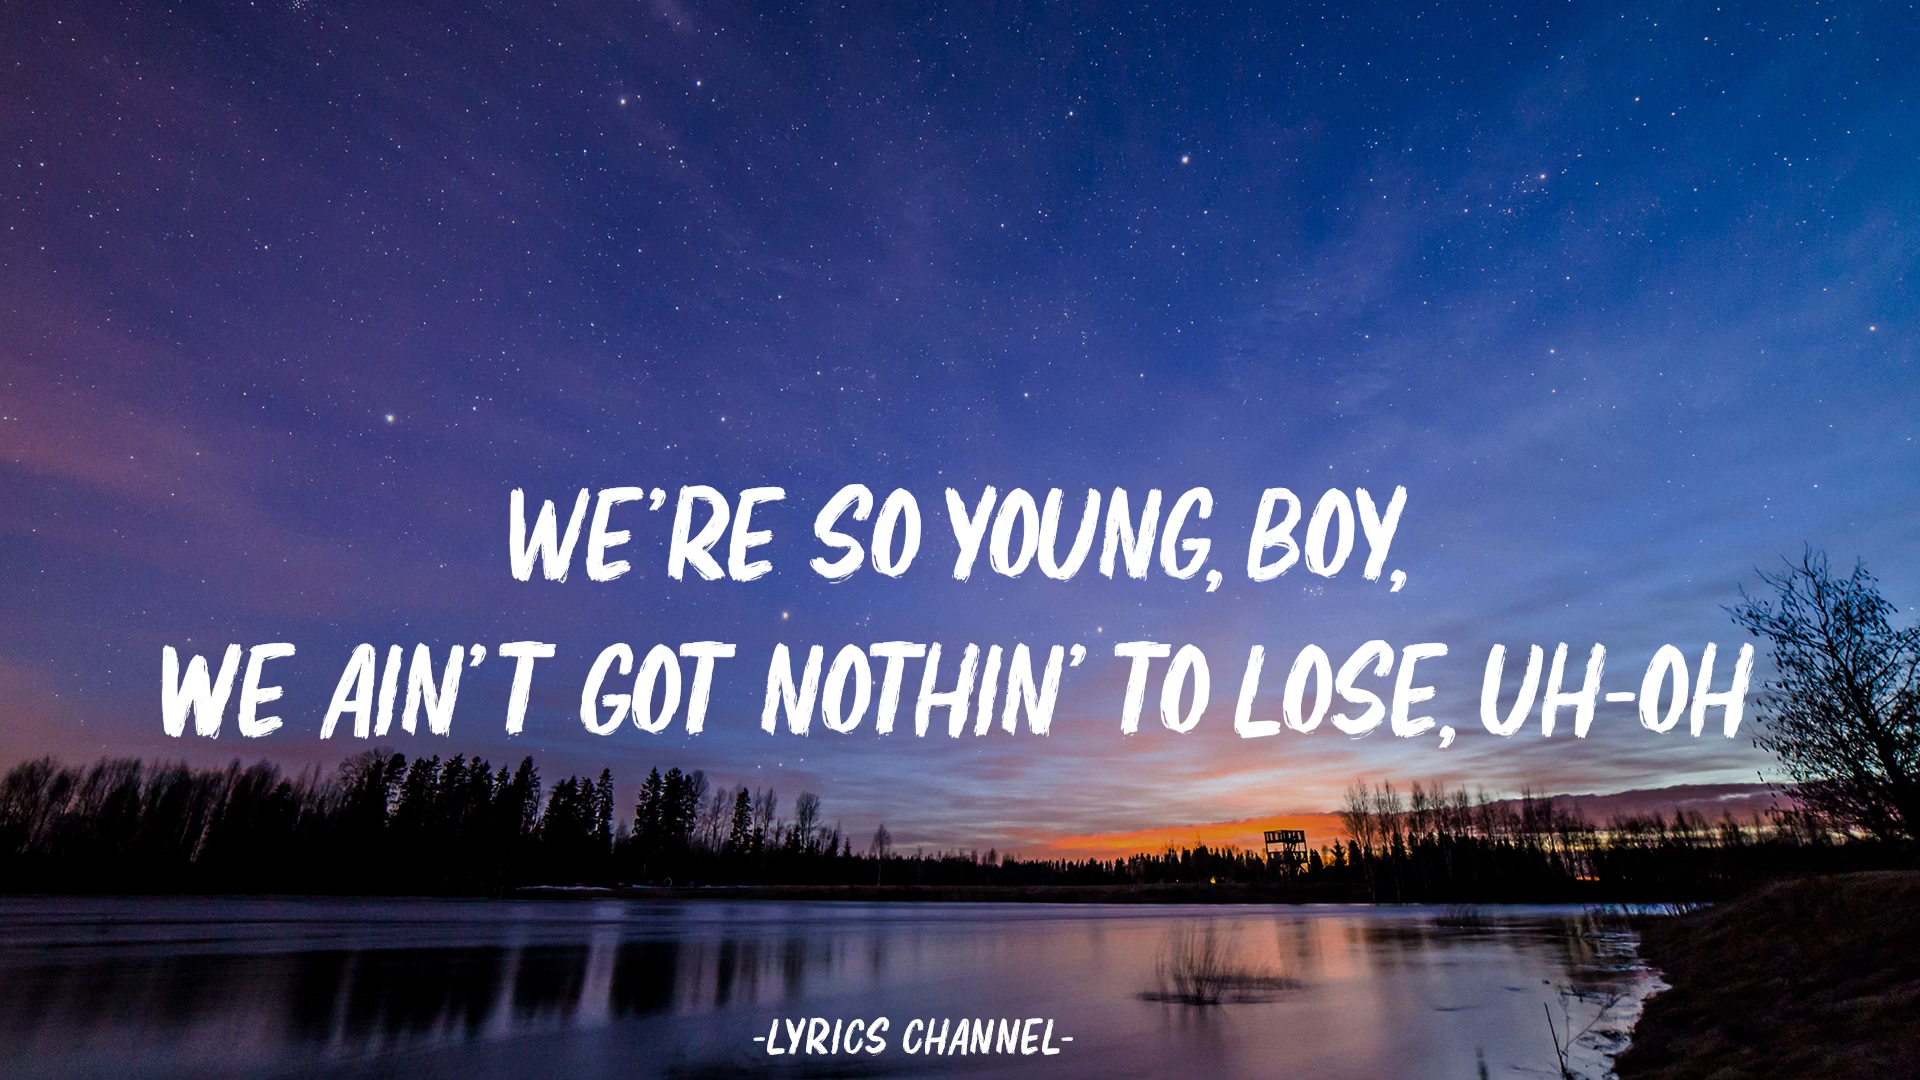 WE'RE SO YOUNG, BOY,
WE AIN'T GOT NOTHIN' TO LOSE, UH-OH
-LYRICS CHANNEL-